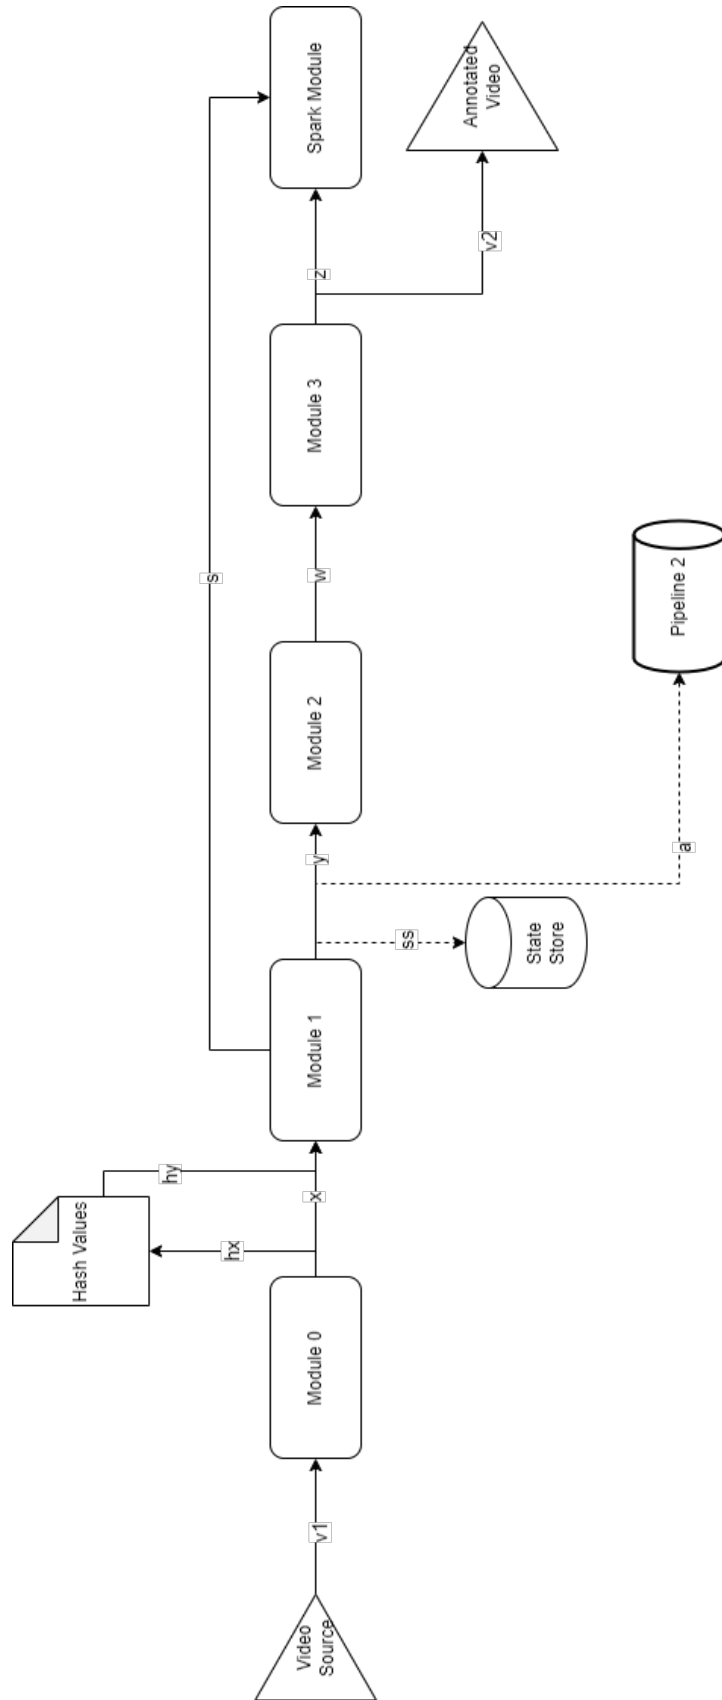 Video
Source
v1
Module 0
hx
Hash Values
x
hy
Module 1
s
ss
State
Store
a
Pipeline 2
y
Module 2
w
Module 3
z
v2
Spark Module
Annotated
Video